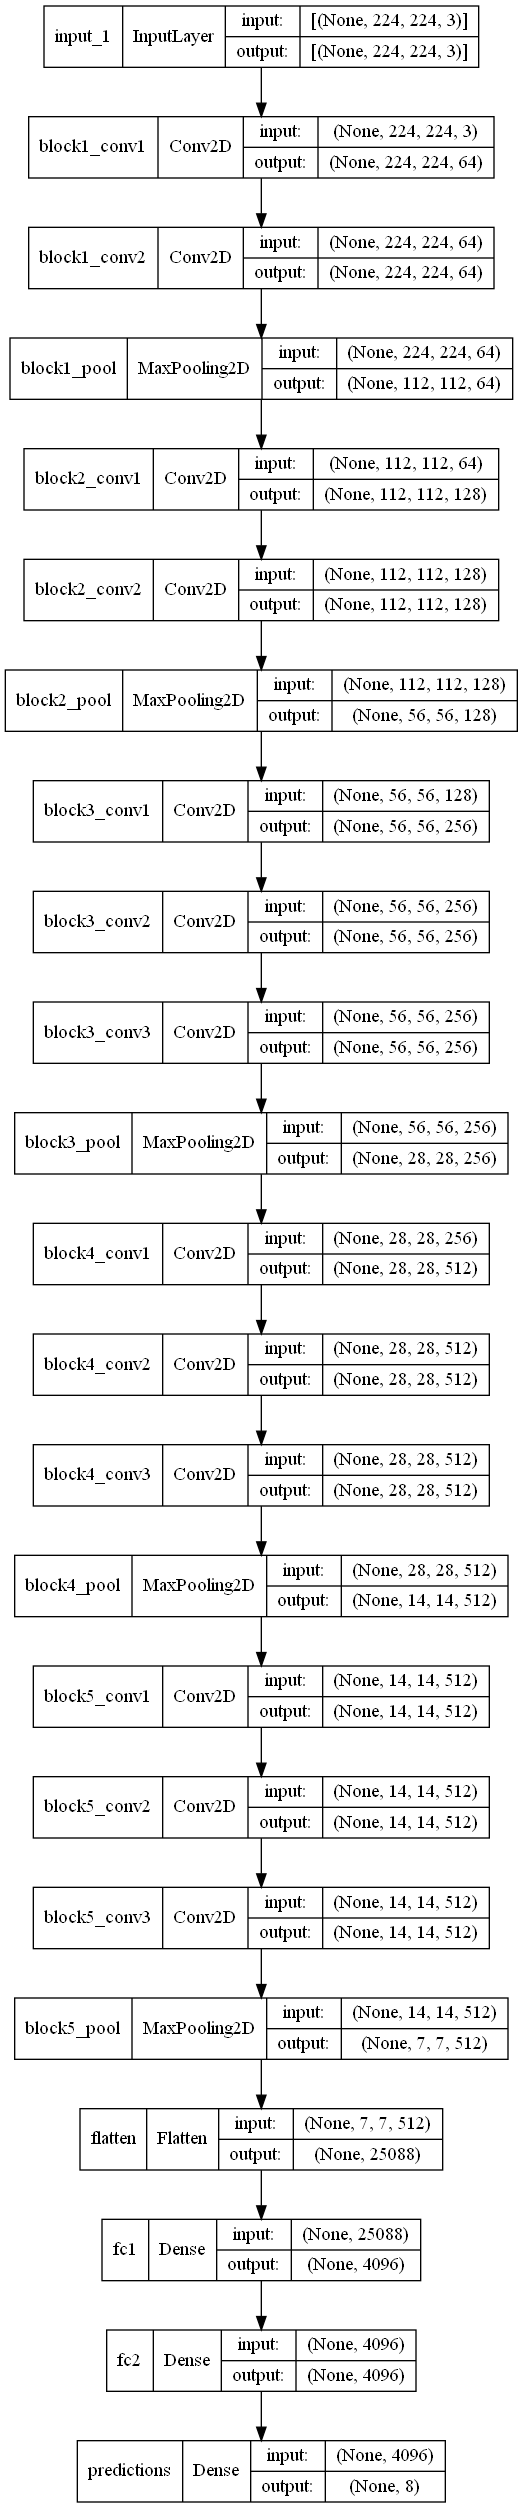 input_1 InputLayer input: [(None, 224, 224, 3)]
output: [(None, 224, 224, 3)]
block1_conv1 Conv2D input: (None, 224, 224, 3)
output: (None, 224, 224, 64)
block1_conv2 Conv2D input: (None, 224, 224, 64)
output: (None, 224, 224, 64)
block1_pool MaxPooling2D input: (None, 224, 224, 64)
output: (None, 112, 112, 64)
block2_conv1 Conv2D input: (None, 112, 112, 64)
output: (None, 112, 112, 128)
block2_conv2 Conv2D input: (None, 112, 112, 128)
output: (None, 112, 112, 128)
block2_pool MaxPooling2D input: (None, 112, 112, 128)
output: (None, 56, 56, 128)
block3_conv1 Conv2D input: (None, 56, 56, 128)
output: (None, 56, 56, 256)
block3_conv2 Conv2D input: (None, 56, 56, 256)
output: (None, 56, 56, 256)
block3_conv3 Conv2D input: (None, 56, 56, 256)
output: (None, 56, 56, 256)
block3_pool MaxPooling2D input: (None, 56, 56, 256)
output: (None, 28, 28, 256)
block4_conv1 Conv2D input: (None, 28, 28, 256)
output: (None, 28, 28, 512)
block4_conv2 Conv2D input: (None, 28, 28, 512)
output: (None, 28, 28, 512)
block4_conv3 Conv2D input: (None, 28, 28, 512)
output: (None, 28, 28, 512)
block4_pool MaxPooling2D input: (None, 28, 28, 512)
output: (None, 14, 14, 512)
block5_conv1 Conv2D input: (None, 14, 14, 512)
output: (None, 14, 14, 512)
block5_conv2 Conv2D input: (None, 14, 14, 512)
output: (None, 14, 14, 512)
block5_conv3 Conv2D input: (None, 14, 14, 512)
output: (None, 14, 14, 512)
block5_pool MaxPooling2D input: (None, 14, 14, 512)
output: (None, 7, 7, 512)
flatten Flatten input: (None, 7, 7, 512)
output: (None, 25088)
fc1 Dense input: (None, 25088)
output: (None, 4096)
fc2 Dense input: (None, 4096)
output: (None, 4096)
predictions Dense input: (None, 4096)
output: (None, 8)